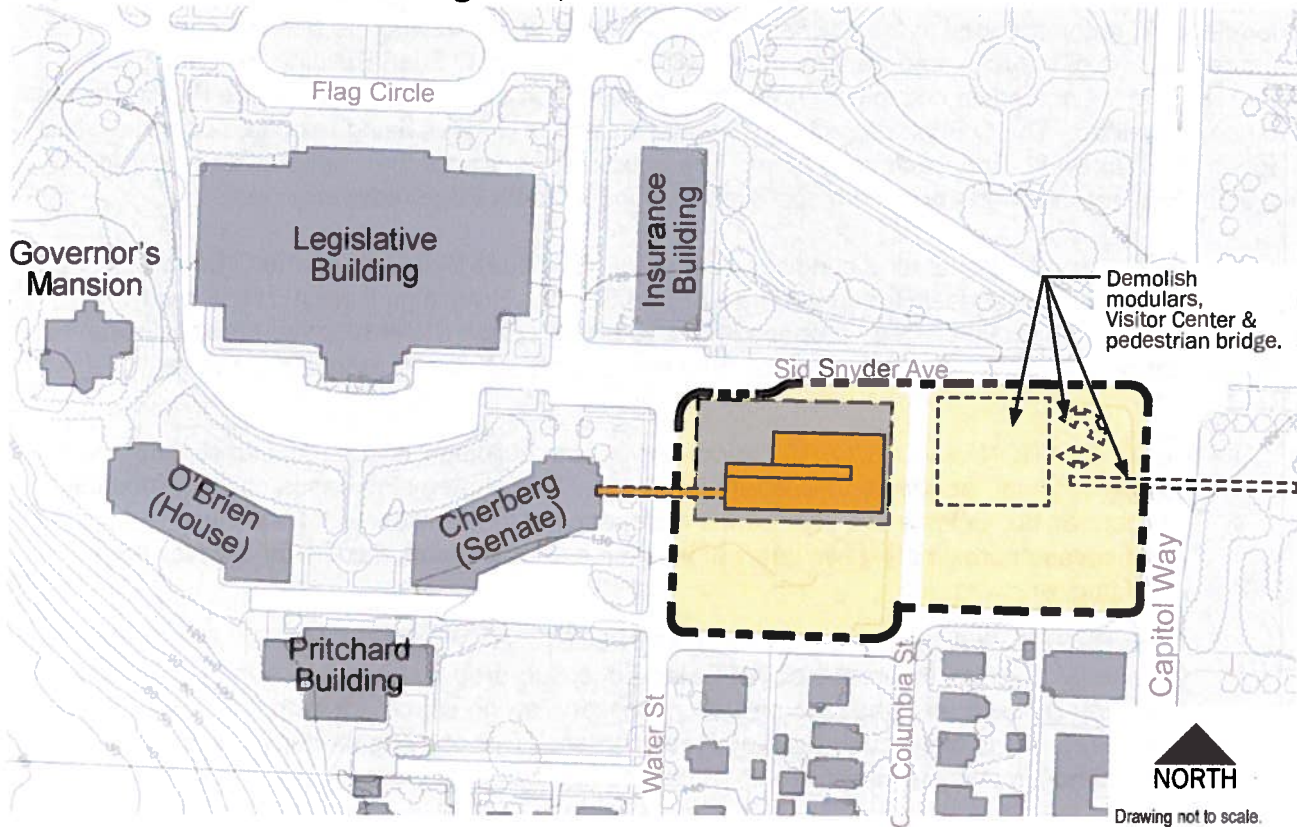 Flag Circle
Legislative
Building
Insurance
Building
Governor's
Mansion
Demolish
modulars,
Visitor Center &
pedestrian bridge.
Sid Snyder Ave
O'Brien
(House)
Cherberg
(Senate)
Pritchard
Building
Water St
Columbia St
Capitol Way
NORTH
Drawing not to scale.